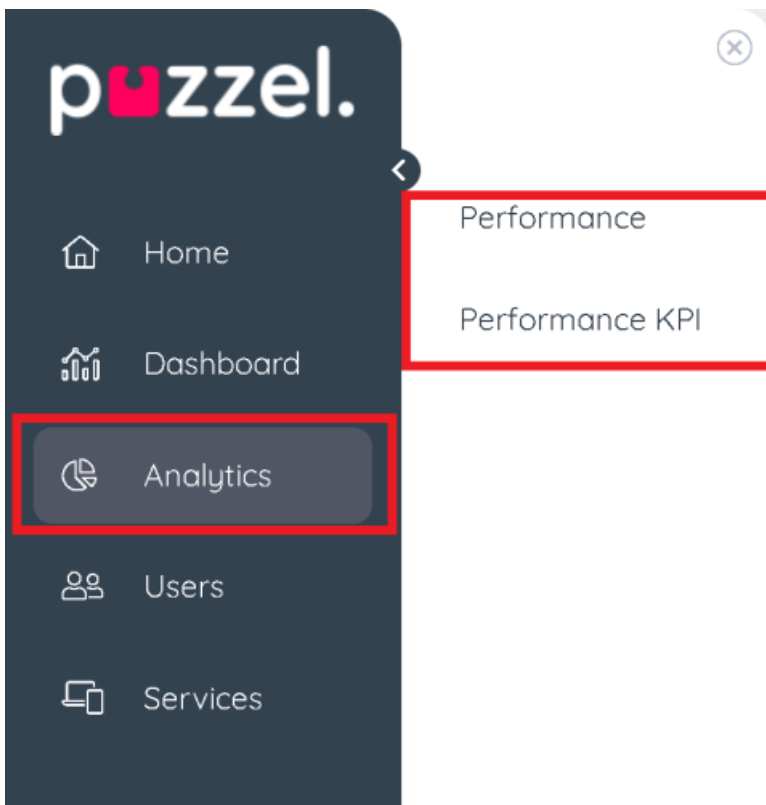 puzzel.
Home
Dashboard
Analytics
Users
Services
Performance
Performance KPI